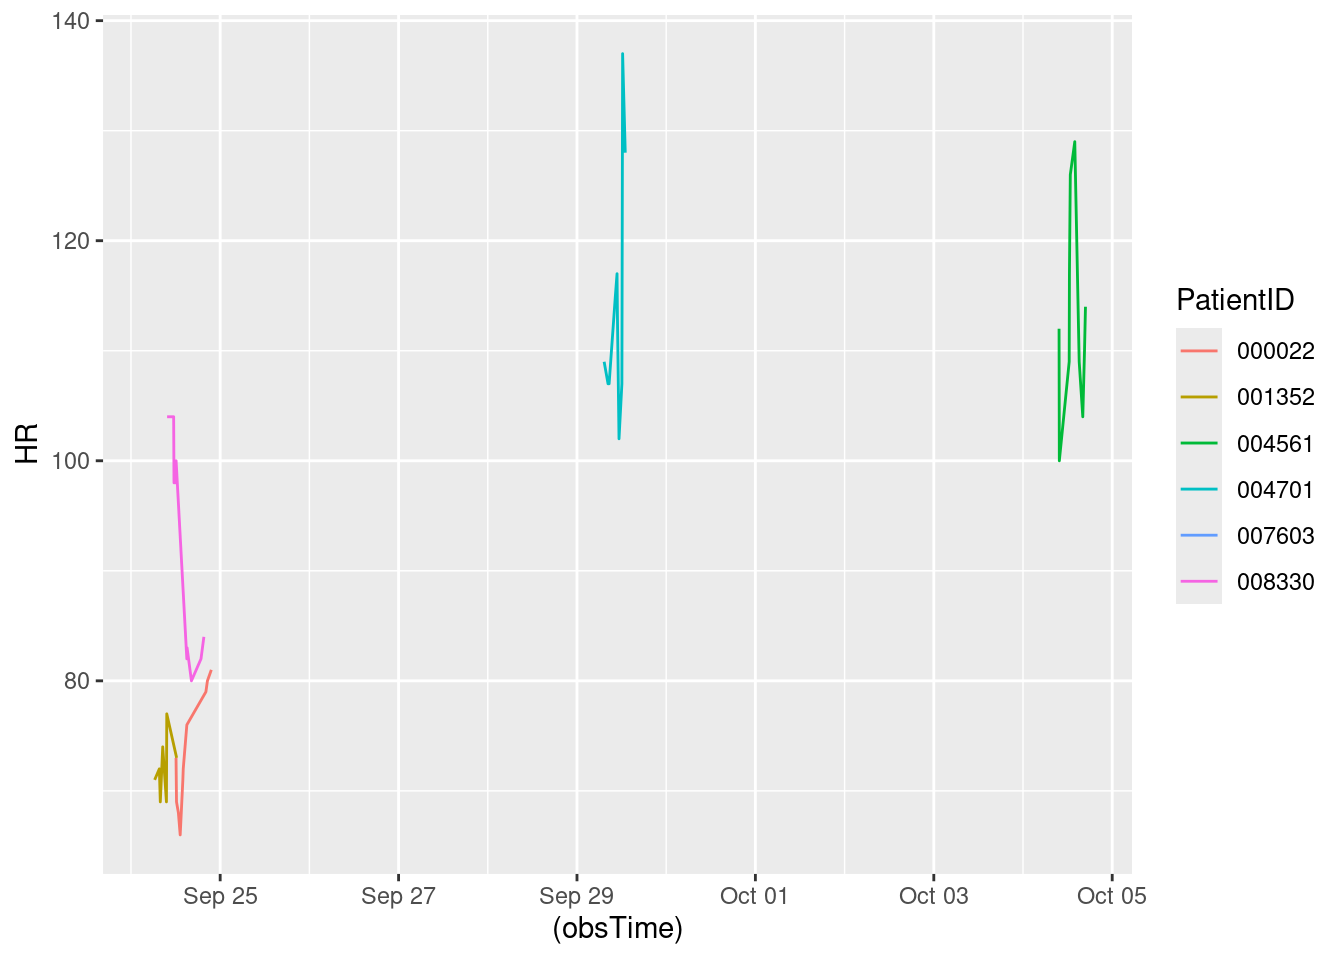 140
120
100
80
HR
Sep 25
Sep 27
Sep 29
Oct 01
Oct 03
Oct 05
(obsTime)
PatientID
000022
001352
004561
004701
007603
008330